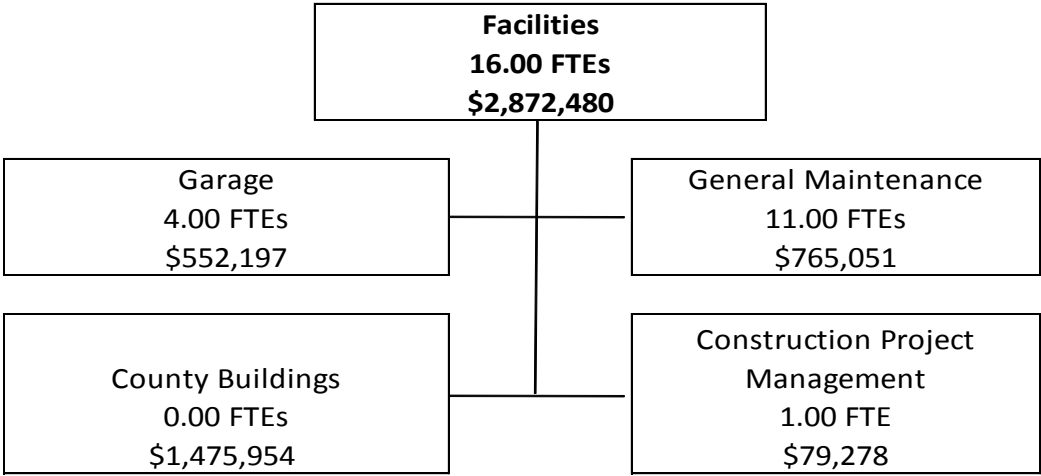 Facilities
16.00 FTEs
$2,872,480
Garage
4.00 FTEs
$552,197
General Maintenance
11.00 FTEs
$765,051
County Buildings
0.00 FTEs
$1,475,954
Construction Project
Management
1.00 FTE
$79,278